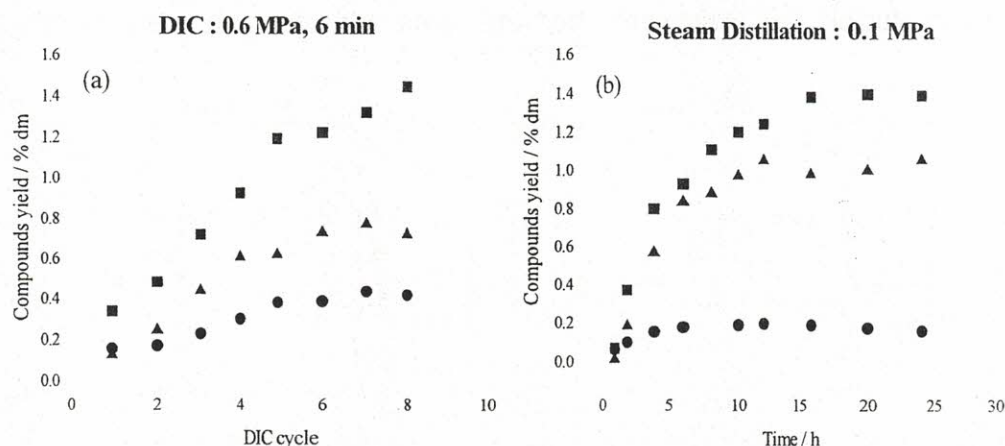 DIC : 0.6 MPa, 6 min
(a)
Compounds yield / % dm
1.6
1.4
1.2
1.0
0.8
0.6
0.4
0.2
0.0
0 2 4 6 8 10
DIC cycle
Steam Distillation : 0.1 MPa
(b)
Compounds yield / % dm
1.6
1.4
1.2
1.0
0.8
0.6
0.4
0.2
0.0
0 5 10 15 20 25 30
Time / h